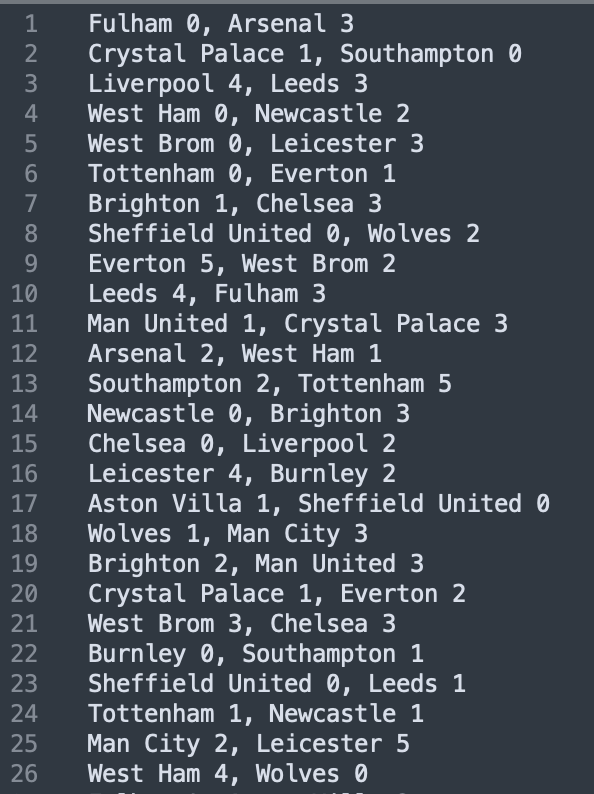 1 Fulham 0, Arsenal 3
2 Crystal Palace 1, Southampton 0
3 Liverpool 4, Leeds 3
4 West Ham 0, Newcastle 2
5 West Brom 0, Leicester 3
6 Tottenham 0, Everton 1
7 Brighton 1, Chelsea 3
8 Sheffield United 0, Wolves 2
9 Everton 5, West Brom 2
10 Leeds 4, Fulham 3
11 Man United 1, Crystal Palace 3
12 Arsenal 2, West Ham 1
13 Southampton 2, Tottenham 5
14 Newcastle 0, Brighton 3
15 Chelsea 0, Liverpool 2
16 Leicester 4, Burnley 2
17 Aston Villa 1, Sheffield United 0
18 Wolves 1, Man City 3
19 Brighton 2, Man United 3
20 Crystal Palace 1, Everton 2
21 West Brom 3, Chelsea 3
22 Burnley 0, Southampton 1
23 Sheffield United 0, Leeds 1
24 Tottenham 1, Newcastle 1
25 Man City 2, Leicester 5
26 West Ham 4, Wolves 0